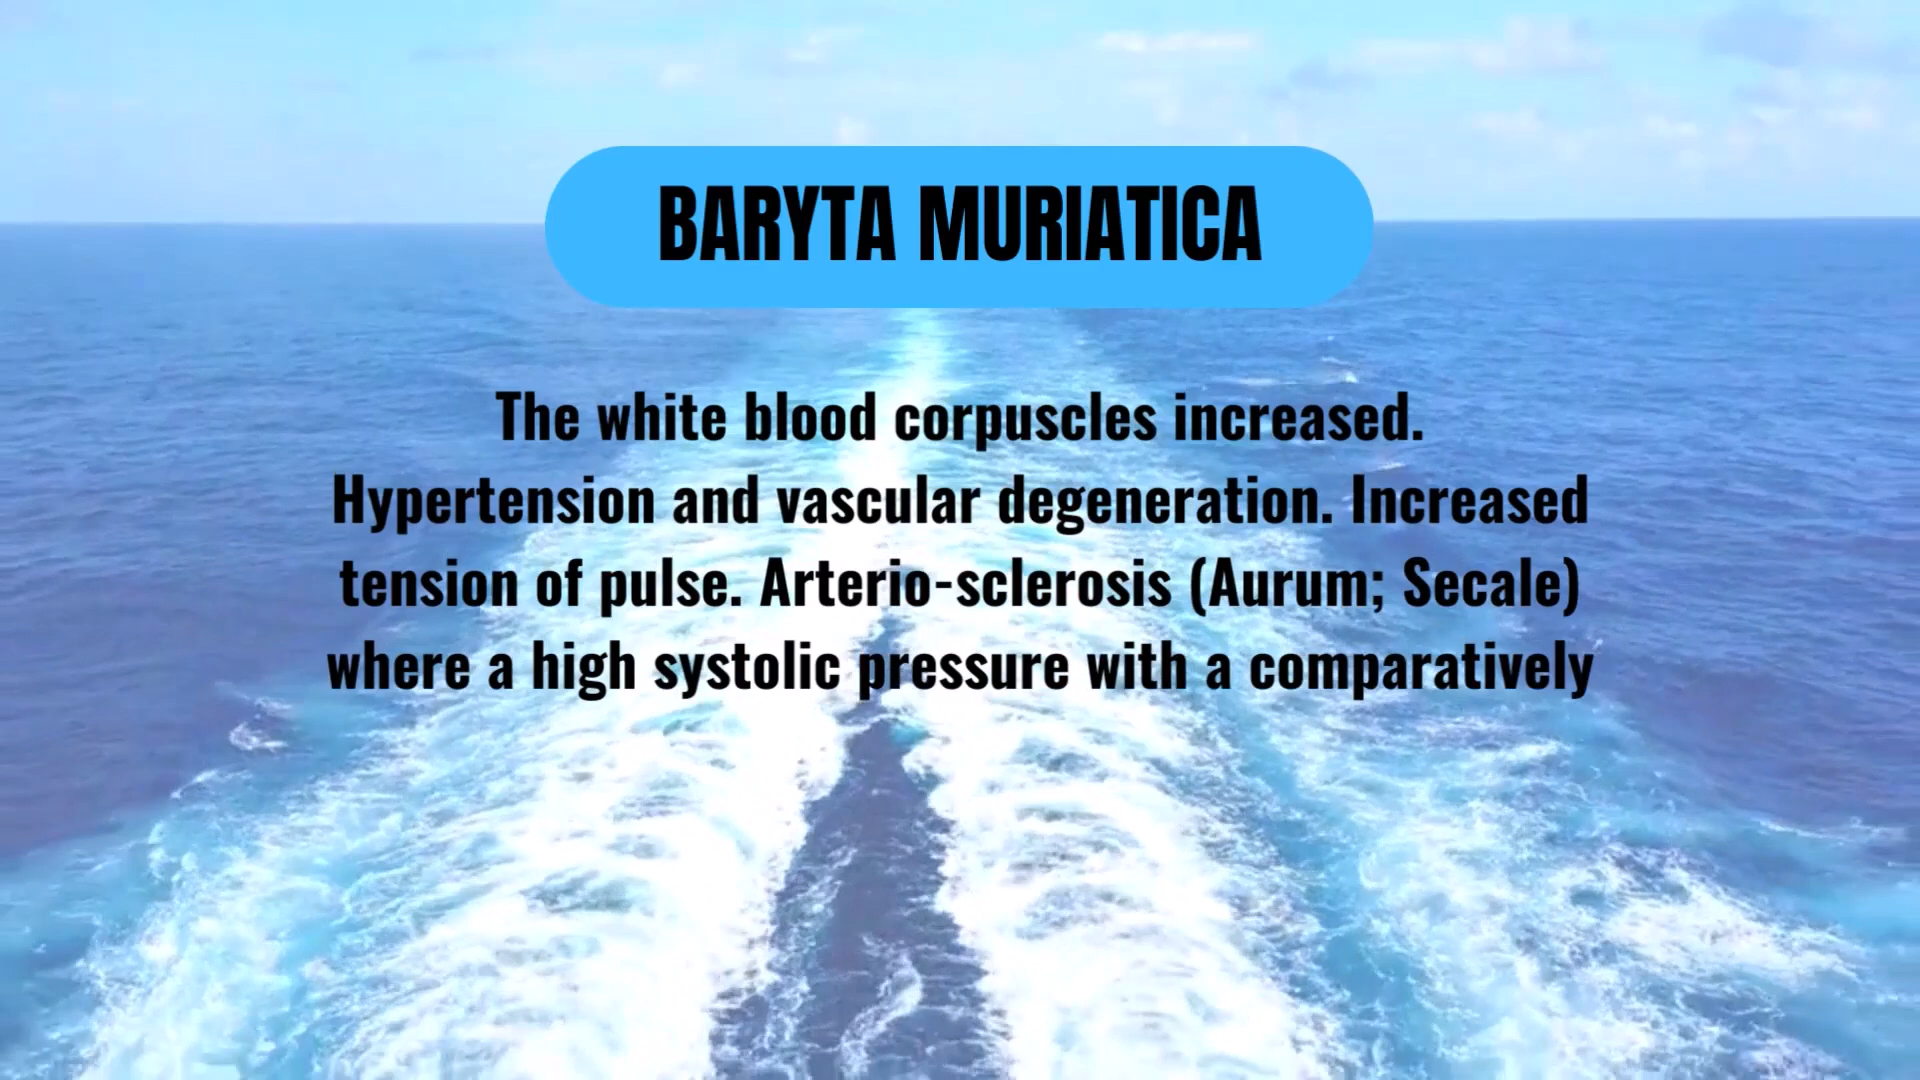 BARYTA MURIATICA
The white blood corpuscles increased.
Hypertension and vascular degeneration. Increased
tension of pulse. Arterio-sclerosis (Aurum; Secale)
where a high systolic pressure with a comparatively